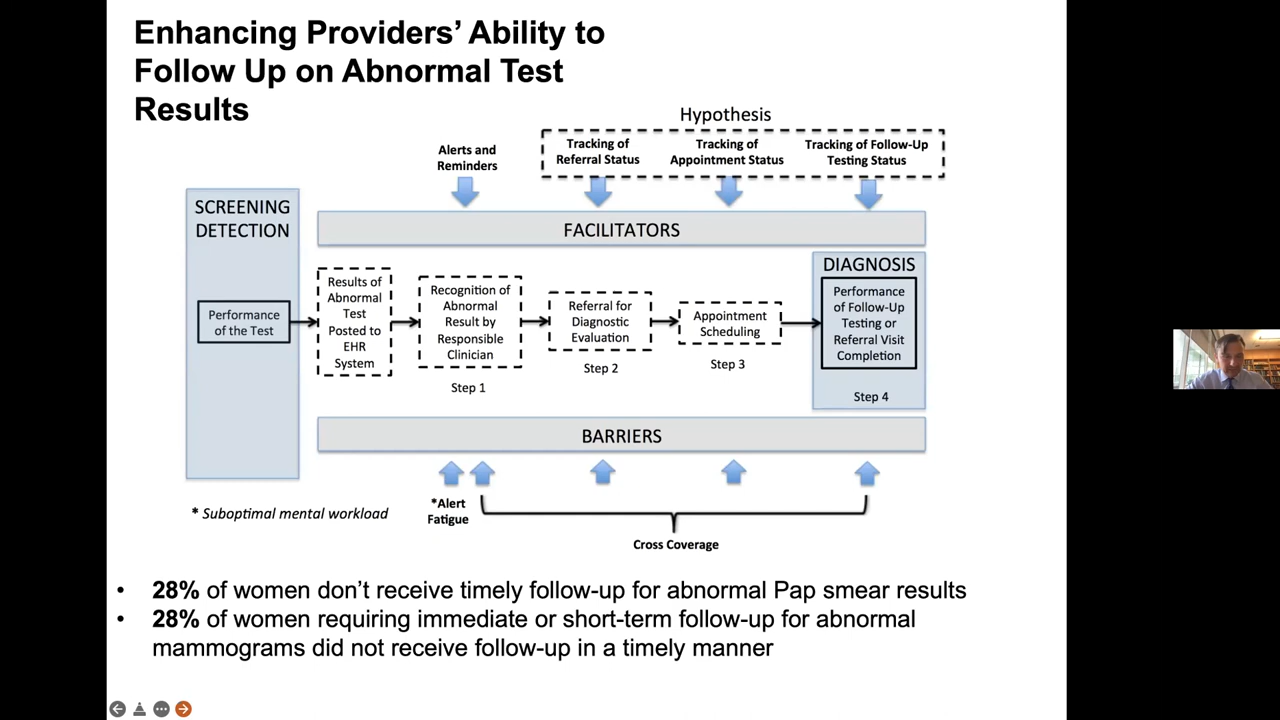 Enhancing Providers’ Ability to
Follow Up on Abnormal Test
Results
Hypothesis
Alerts and
Reminders
Tracking of
Referral Status
Tracking of
Appointment Status
Tracking of Follow-Up
Testing Status
SCREENING
DETECTION
FACILITATORS
Performance
of the Test
Results of
Abnormal
Test
Posted to
EHR
System
Recognition of
Abnormal
Result by
Responsible
Clinician
Step 1
Referral for
Diagnostic
Evaluation
Step 2
Appointment
Scheduling
Step 3
DIAGNOSIS
Performance
of Follow-Up
Testing or
Referral Visit
Completion
Step 4
BARRIERS
* Suboptimal mental workload
*Alert
Fatigue
Cross Coverage
• 28% of women don’t receive timely follow-up for abnormal Pap smear results
• 28% of women requiring immediate or short-term follow-up for abnormal
mammograms did not receive follow-up in a timely manner